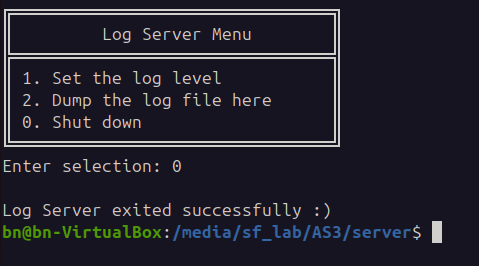 Log Server Menu
1. Set the log level
2. Dump the log file here
0. Shut down
Enter selection: 0
Log Server exited successfully :)
bn@bn-VirtualBox:/media/sf_lab/AS3/server$